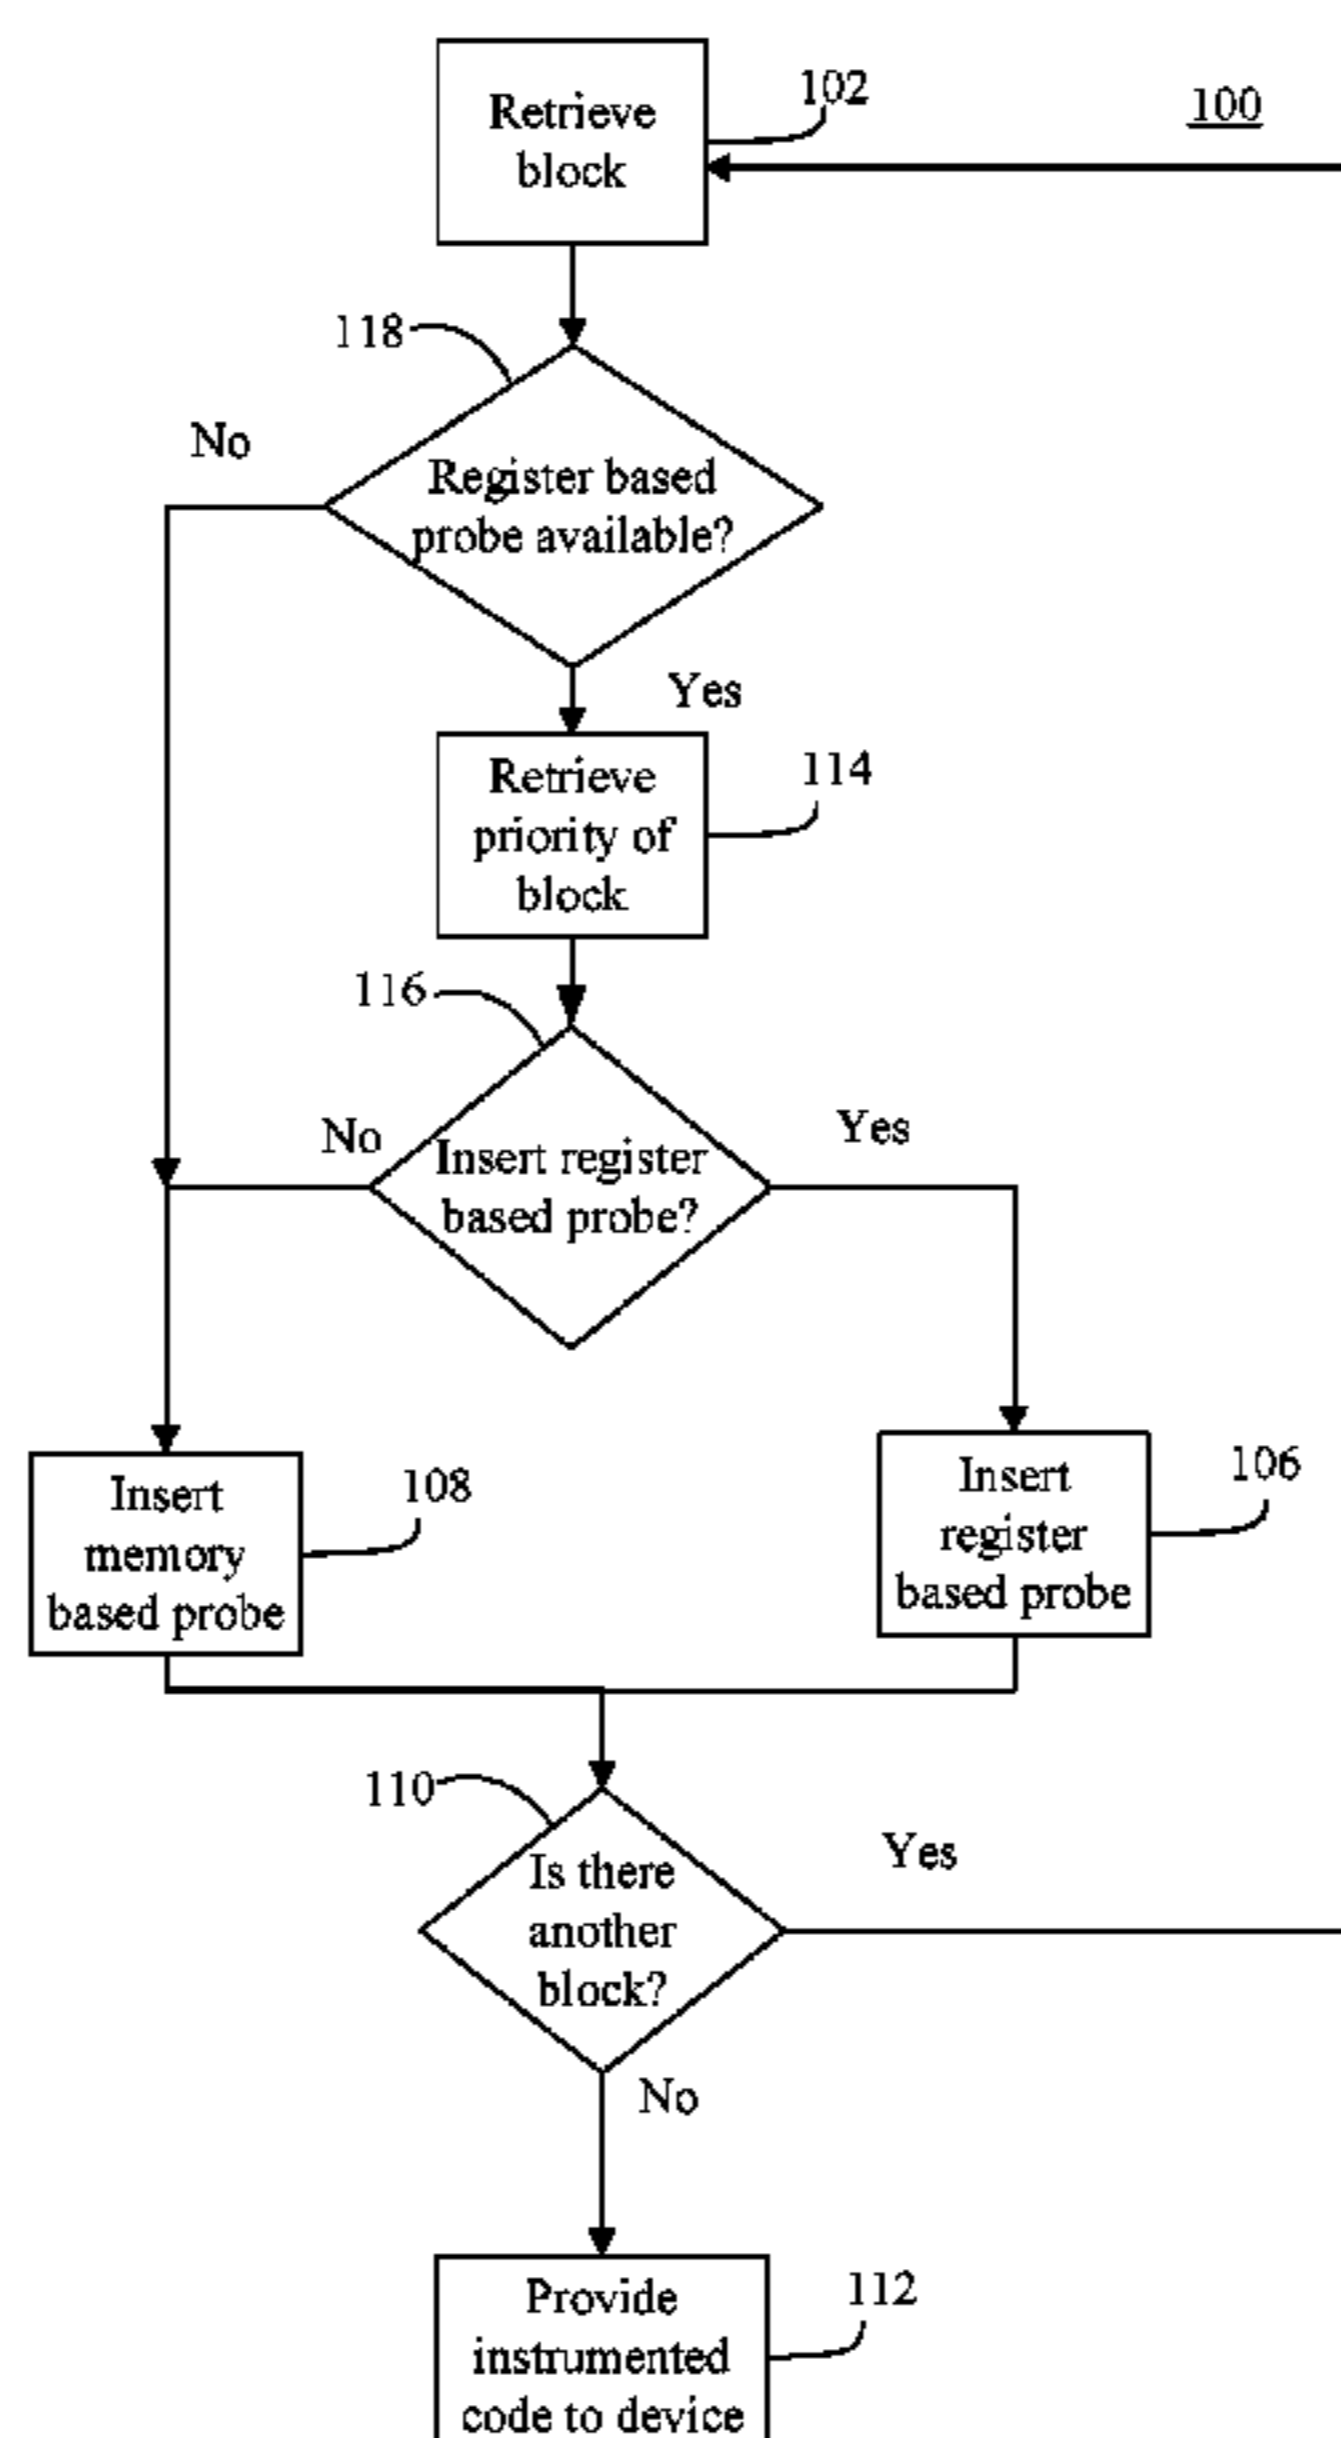 Retrieve
block
102
100
118
No
Register based
probe available?
Yes
Retrieve
priority of
block
114
116
No
Insert register
based probe?
Yes
Insert
memory
based probe
108
Insert
register
based probe
106
110
Is there
another
block?
Yes
No
Provide
instrumented
code to device
112